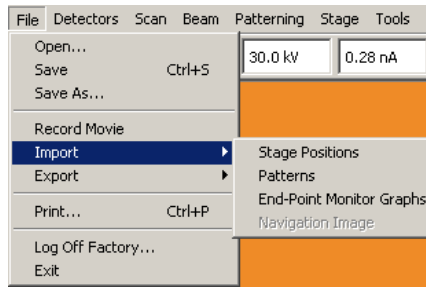 File Detectors Scan Beam Patterning Stage Tools
30.0 kV 0.28 nA
Open...
Save Ctrl+S
Save As...
Record Movie
Import
Export
Print... Ctrl+P
Log Off Factory...
Exit
Stage Positions
Patterns
End-Point Monitor Graphs
Navigation Image